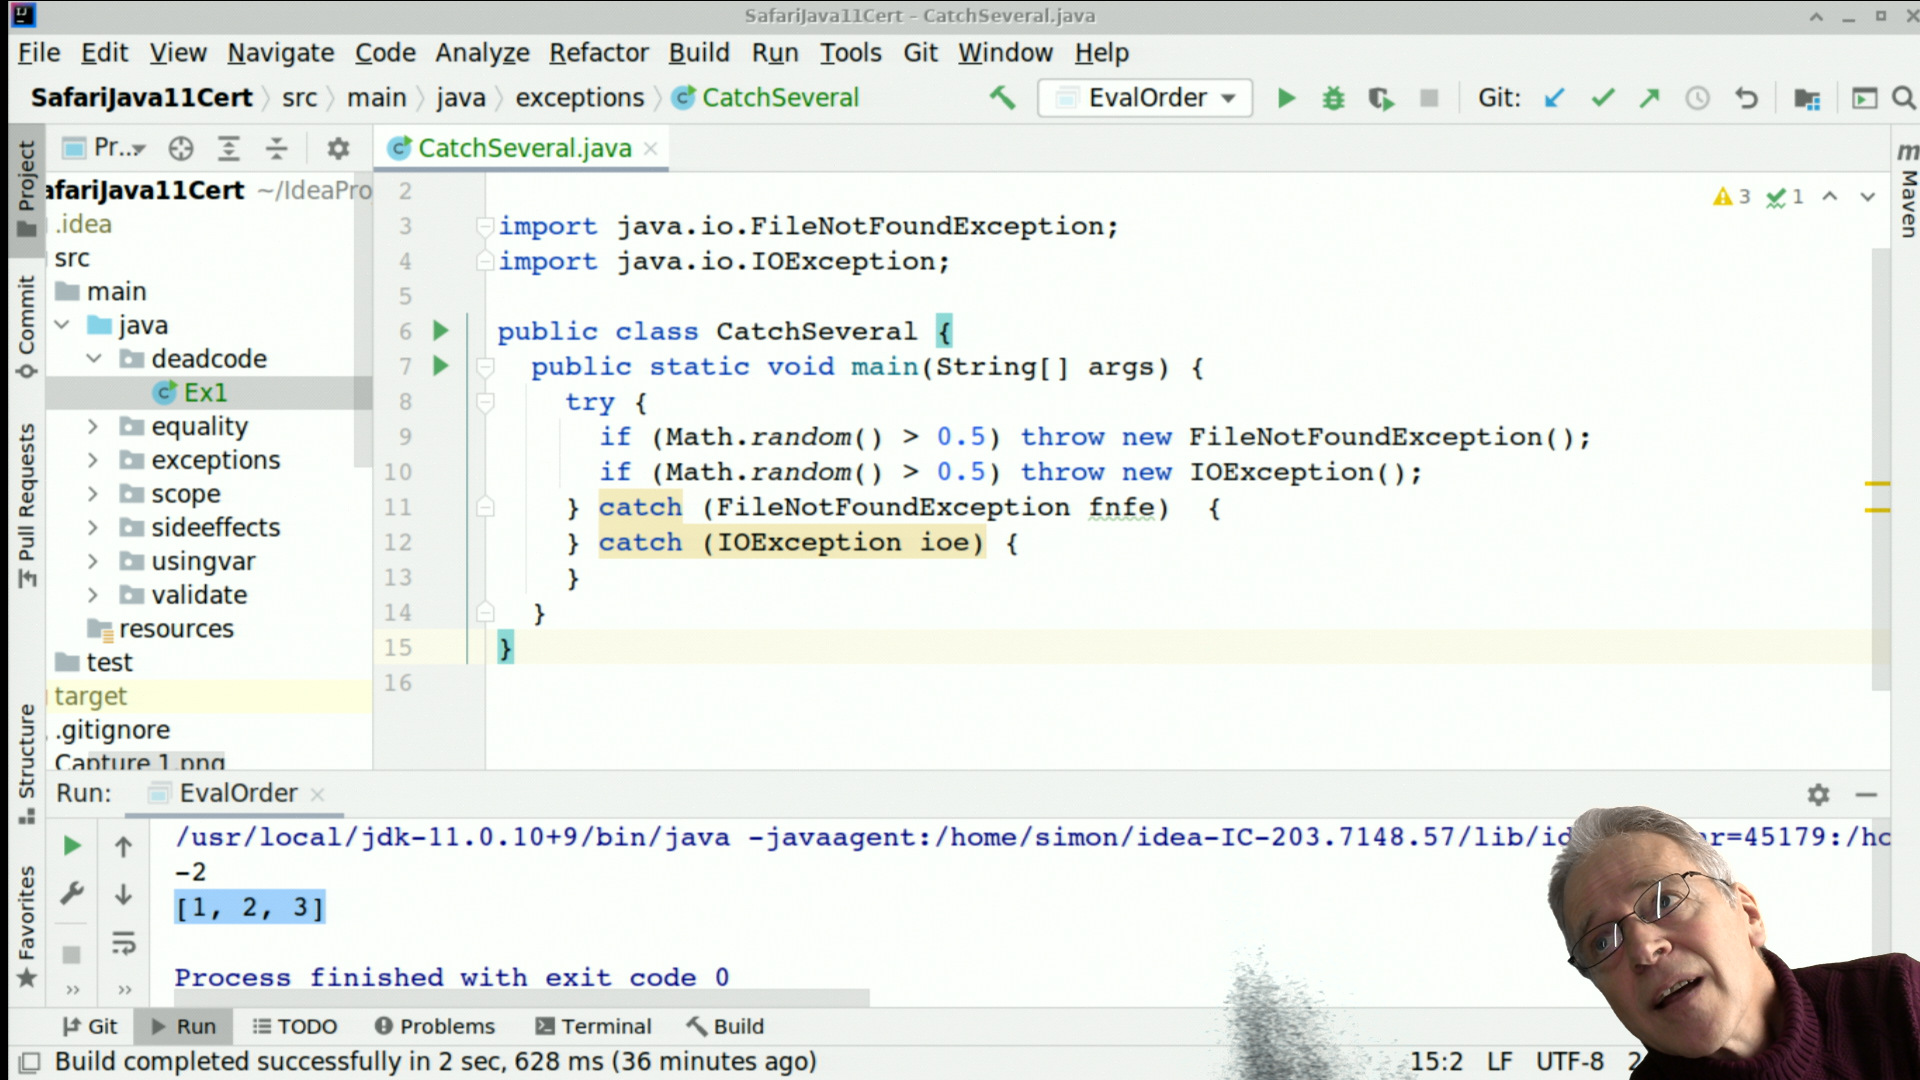 SafariJava11Cert – CatchSeveral.java
File Edit View Navigate Code Analyze Refactor Build Run Tools Git Window Help
SafariJava11Cert src main java exceptions CatchSeveral EvalOrder Git:
Project
Commit
Pull Requests
Structure
Favorites
Maven
Pr...
CatchSeveral.java
afariJava11Cert ~/IdeaPro
.idea
src
main
java
deadcode
Ex1
equality
exceptions
scope
sideeffects
usingvar
validate
resources
test
target
.gitignore
Capture 1.png
3 1
2
3 import java.io.FileNotFoundException;
4 import java.io.IOException;
5
6 public class CatchSeveral {
7 public static void main(String[] args) {
8 try {
9 if (Math.random() > 0.5) throw new FileNotFoundException();
10 if (Math.random() > 0.5) throw new IOException();
11 } catch (FileNotFoundException fnfe) {
12 } catch (IOException ioe) {
13 }
14 }
15 }
16
Run: EvalOrder
/usr/local/jdk-11.0.10+9/bin/java -javaagent:/home/simon/idea-IC-203.7148.57/lib/id r=45179:/ho
-2
[1, 2, 3]
Process finished with exit code 0
Git Run TODO Problems Terminal Build
Build completed successfully in 2 sec, 628 ms (36 minutes ago) 15:2 LF UTF-8 2